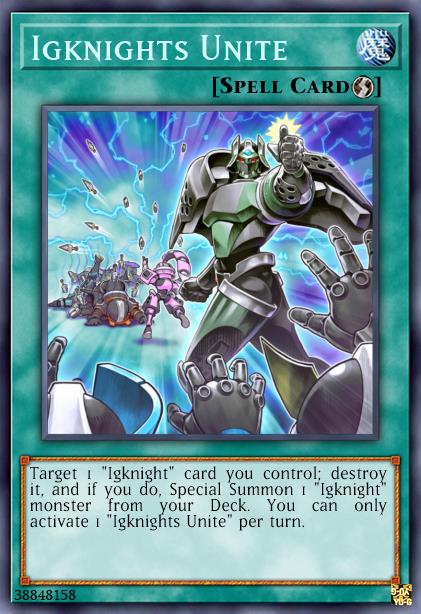 Igknights Unite
魔
[Spell Card]
Target 1 "Igknight" card you control; destroy
it, and if you do, Special Summon 1 "Igknight"
monster from your Deck. You can only
activate 1 "Igknights Unite" per turn.
38848158